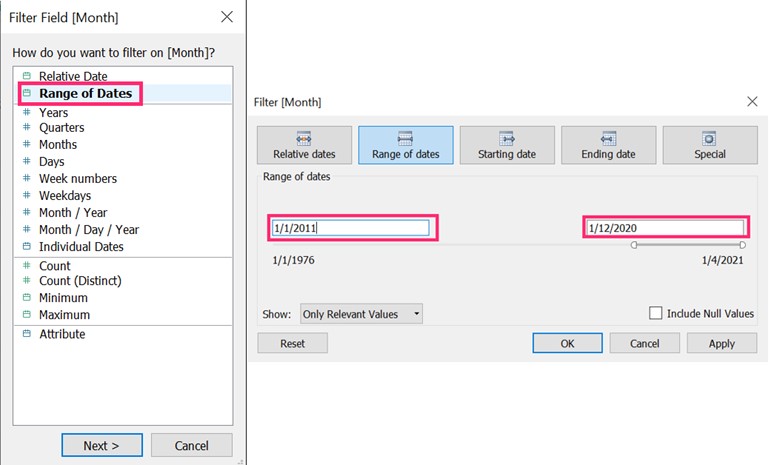 Filter Field [Month]
How do you want to filter on [Month]?
Relative Date
Range of Dates
Years
Quarters
Months
Days
Week numbers
Weekdays
Month / Year
Month / Day / Year
Individual Dates
Count
Count (Distinct)
Minimum
Maximum
Attribute
Next >
Cancel
Filter [Month]
Relative dates
Range of dates
Starting date
Ending date
Special
Range of dates
1/1/2011
1/12/2020
1/1/1976
1/4/2021
Show:
Only Relevant Values
Include Null Values
Reset
OK
Cancel
Apply